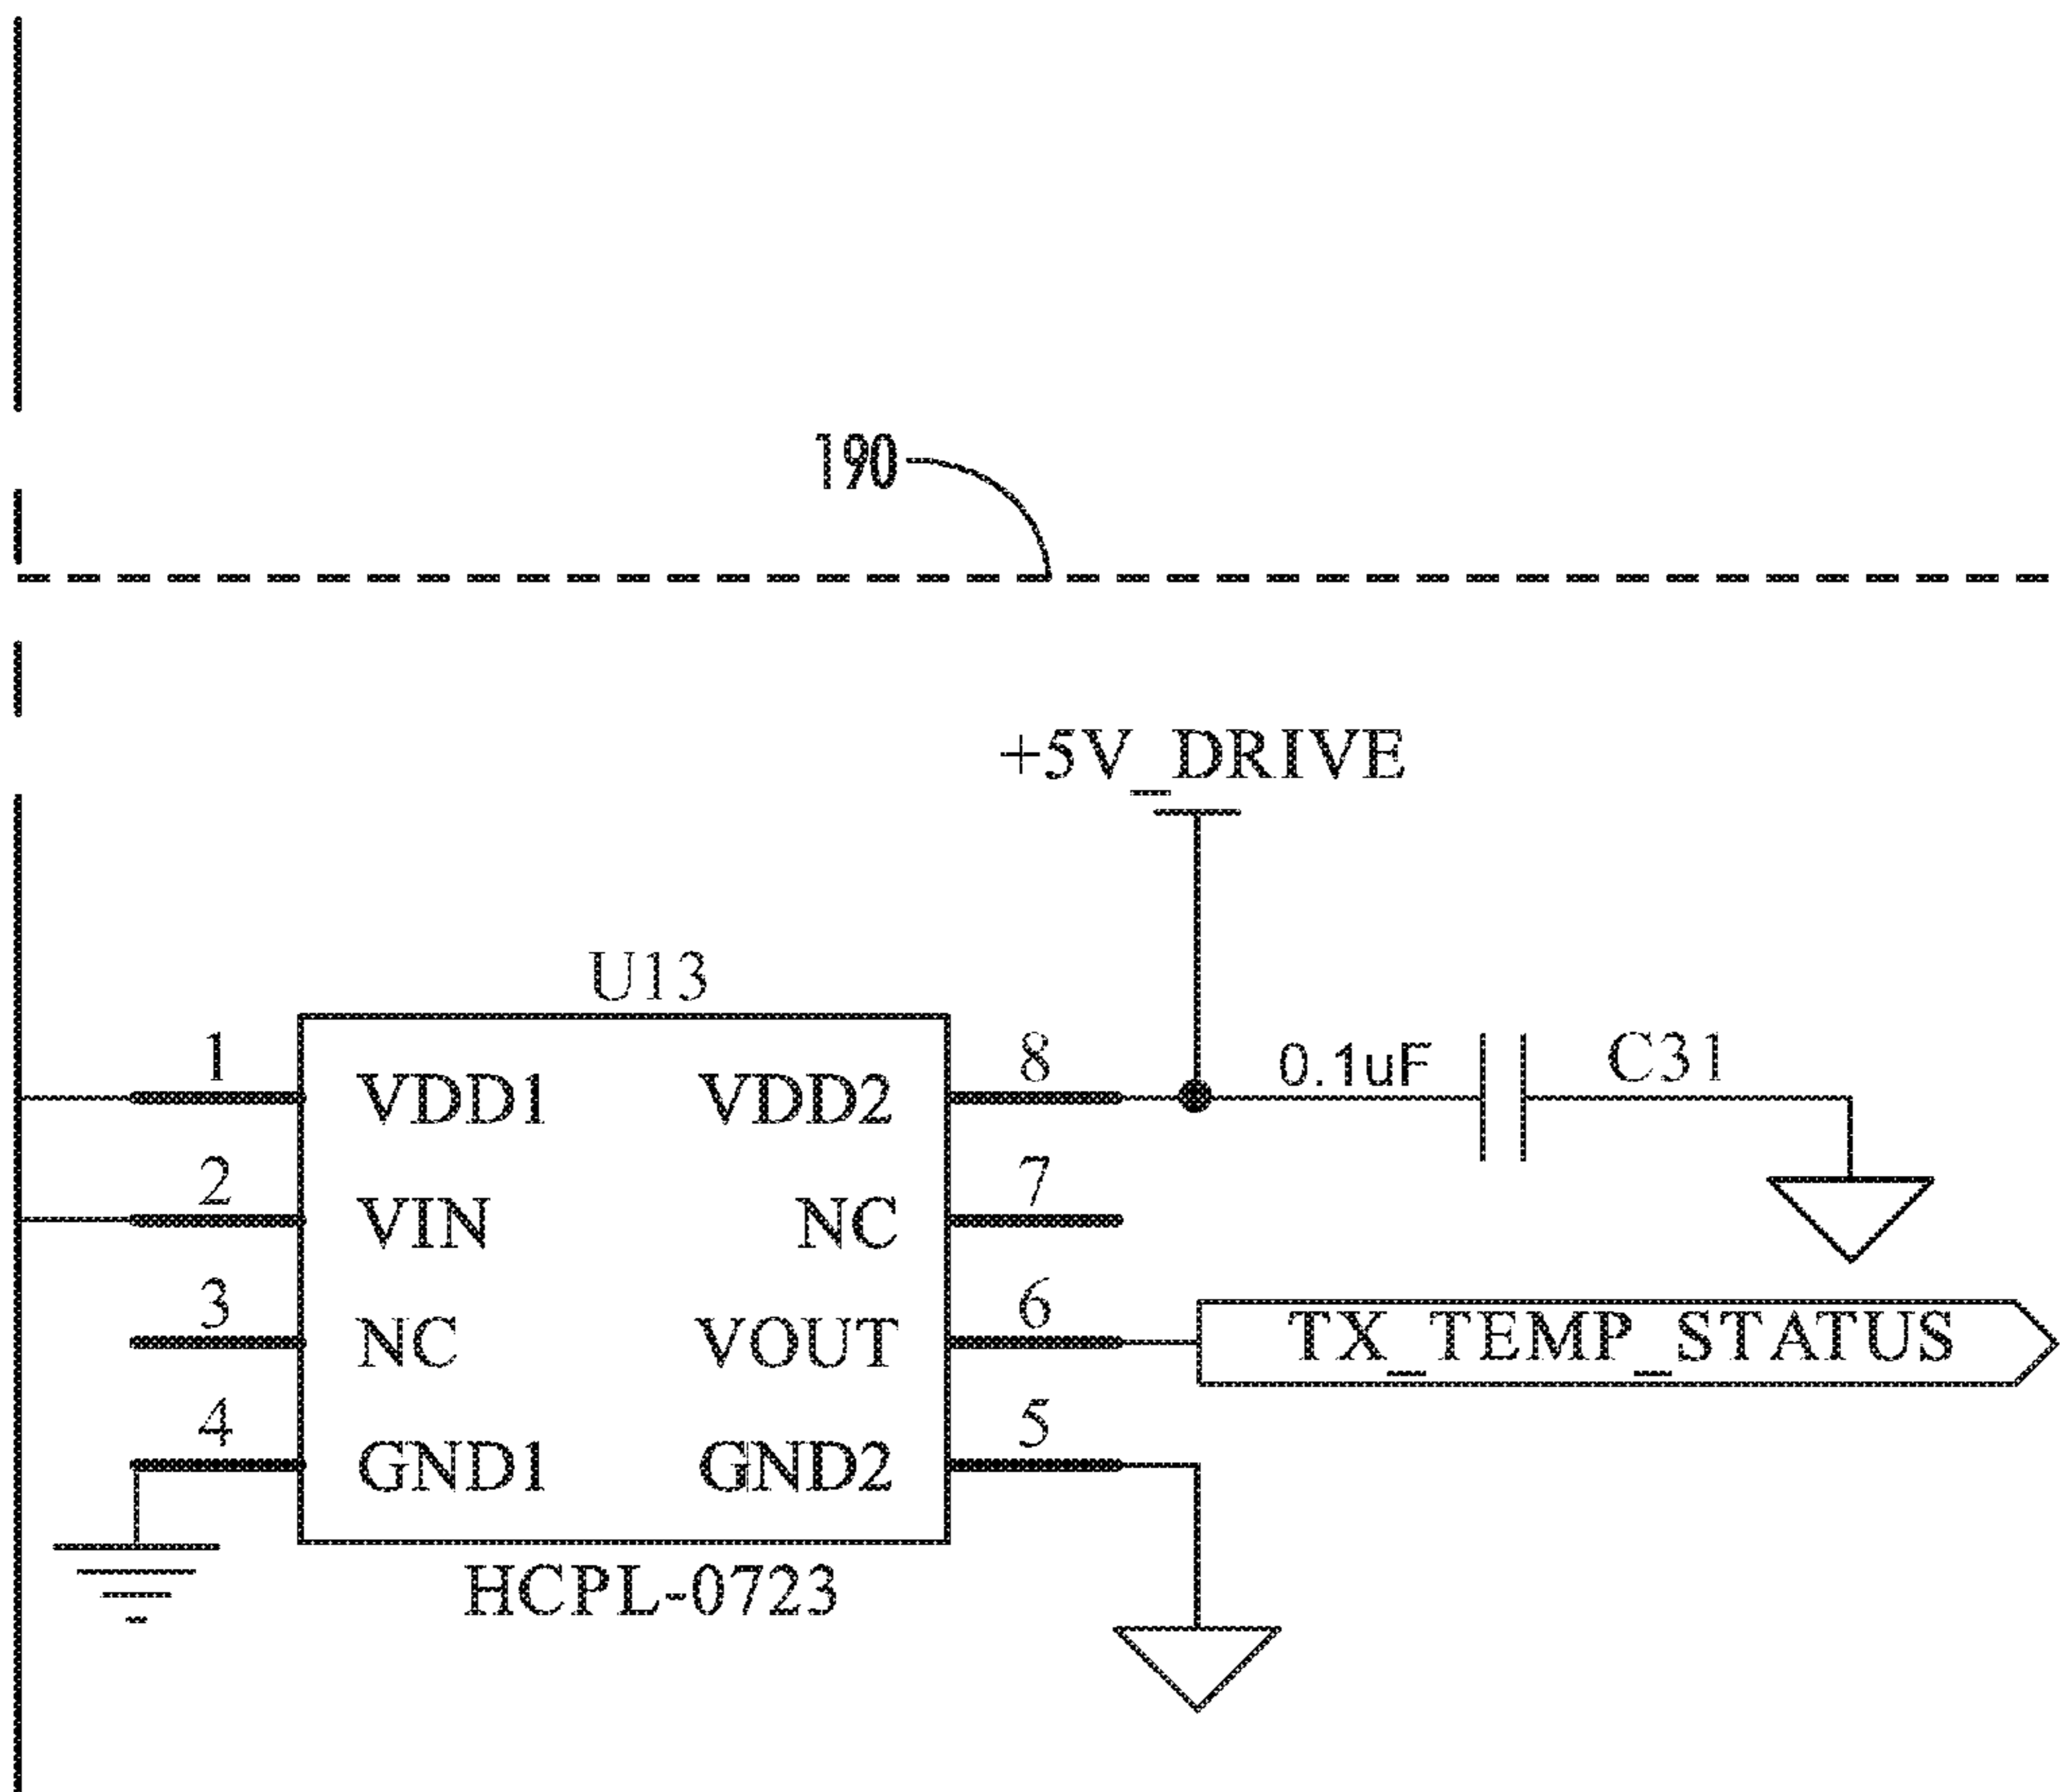 190
+5V_DRIVE
U13
1 VDD1 VDD2 8 0.1uF C31
2 VIN NC 7
3 NC VOUT 6 TX_TEMP_STATUS
4 GND1 GND2 5
HCPL-0723